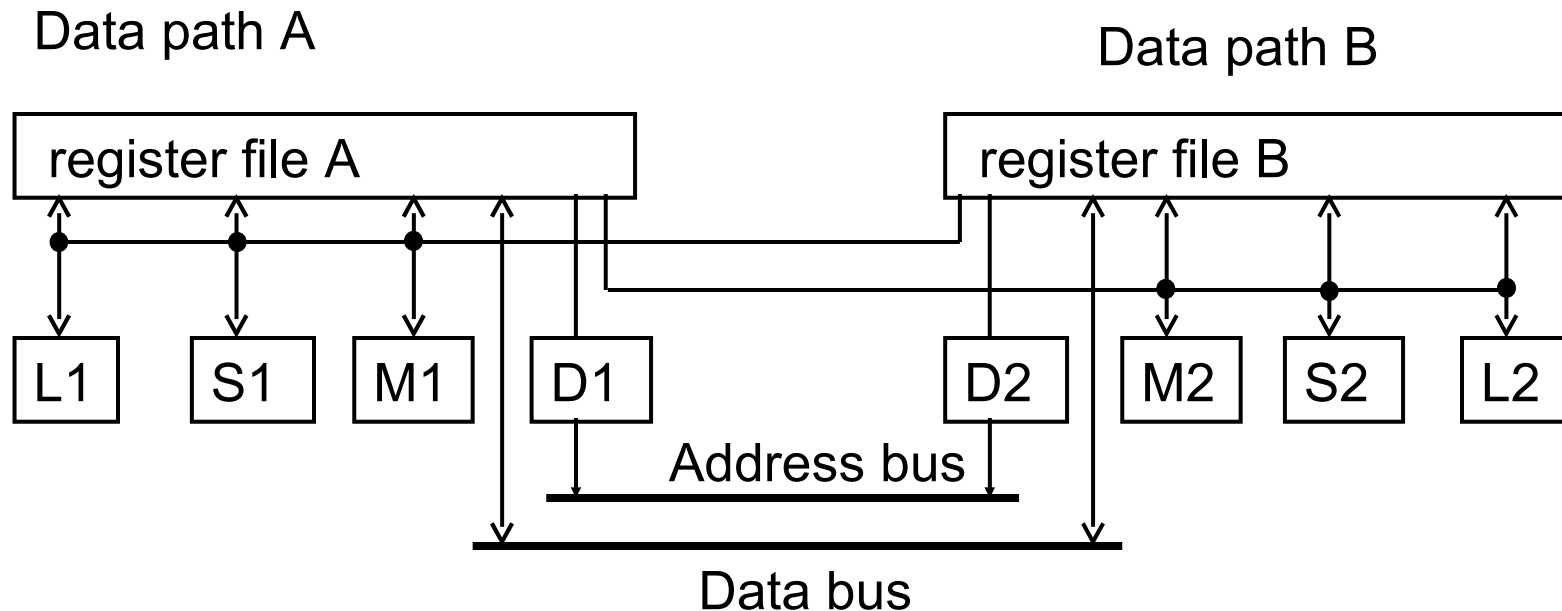 Data path A
Data path B
register file A
register file B
L1
S1
M1
D1
D2
M2
S2
L2
Address bus
Data bus